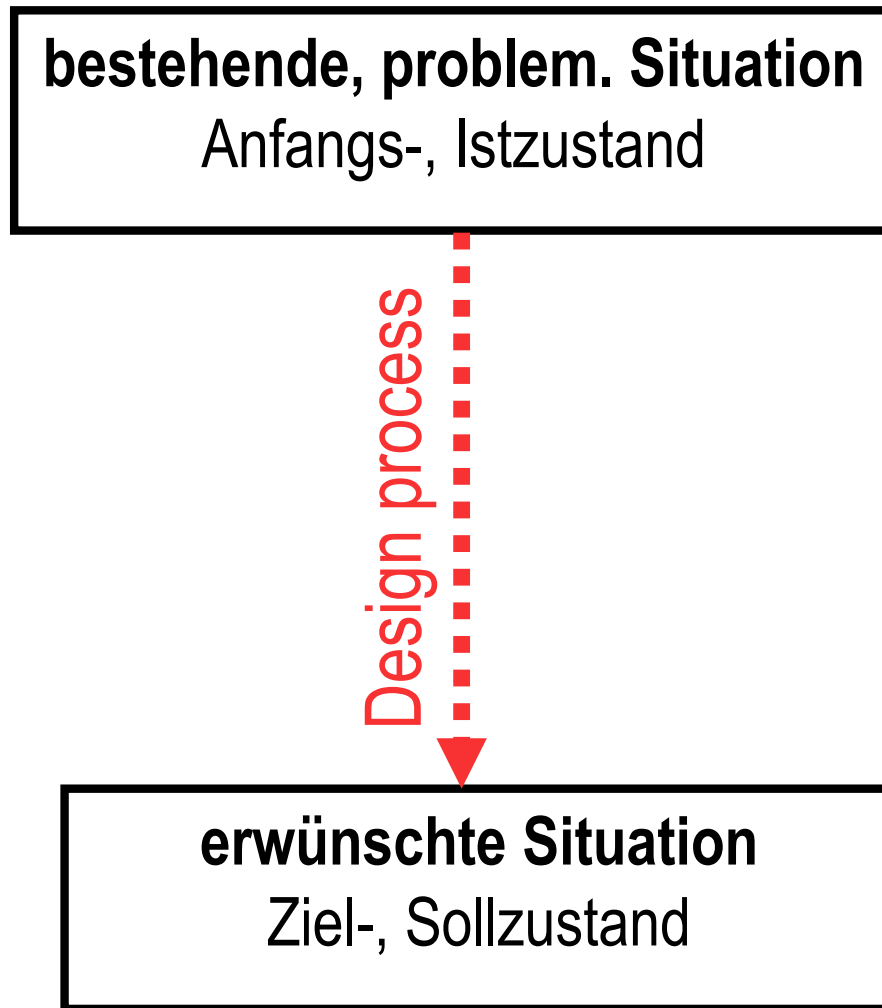 bestehende, problem. Situation
Anfangs-, Istzustand
Design process
erwünschte Situation
Ziel-, Sollzustand